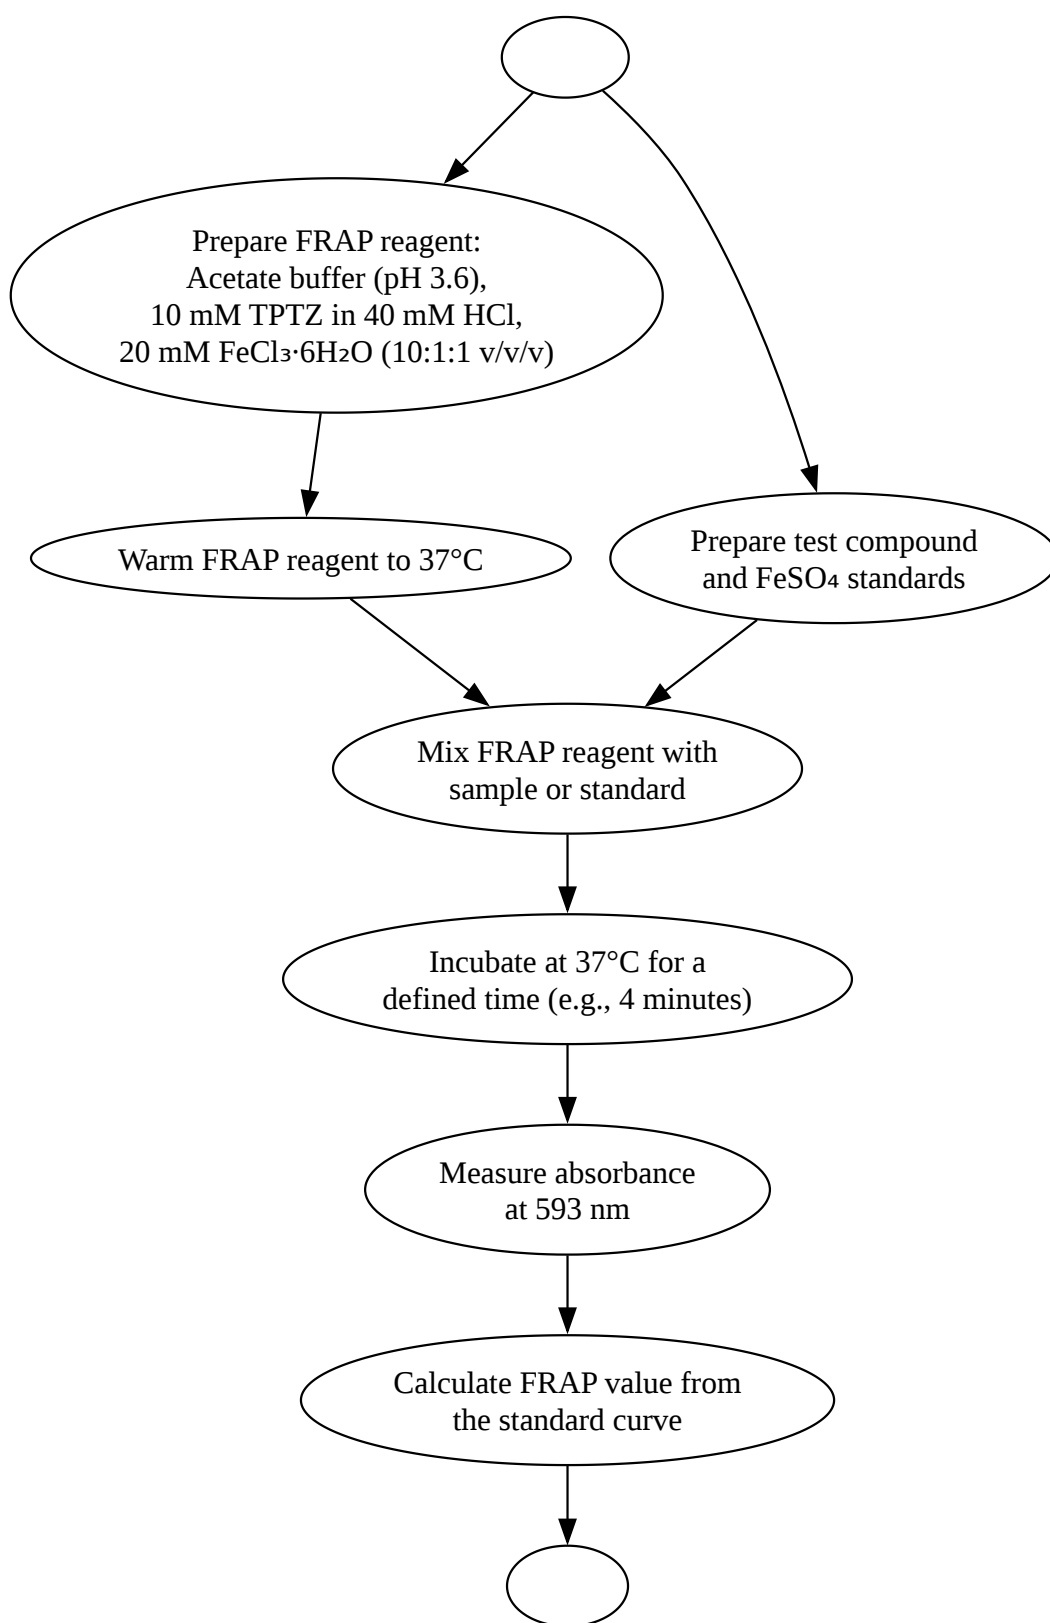 Prepare FRAP reagent:
Acetate buffer (pH 3.6),
10 mM TPTZ in 40 mM HCl,
20 mM FeCl₃·6H₂O (10:1:1 v/v/v)
Warm FRAP reagent to 37°C
Prepare test compound
and FeSO₄ standards
Mix FRAP reagent with
sample or standard
Incubate at 37°C for a
defined time (e.g., 4 minutes)
Measure absorbance
at 593 nm
Calculate FRAP value from
the standard curve